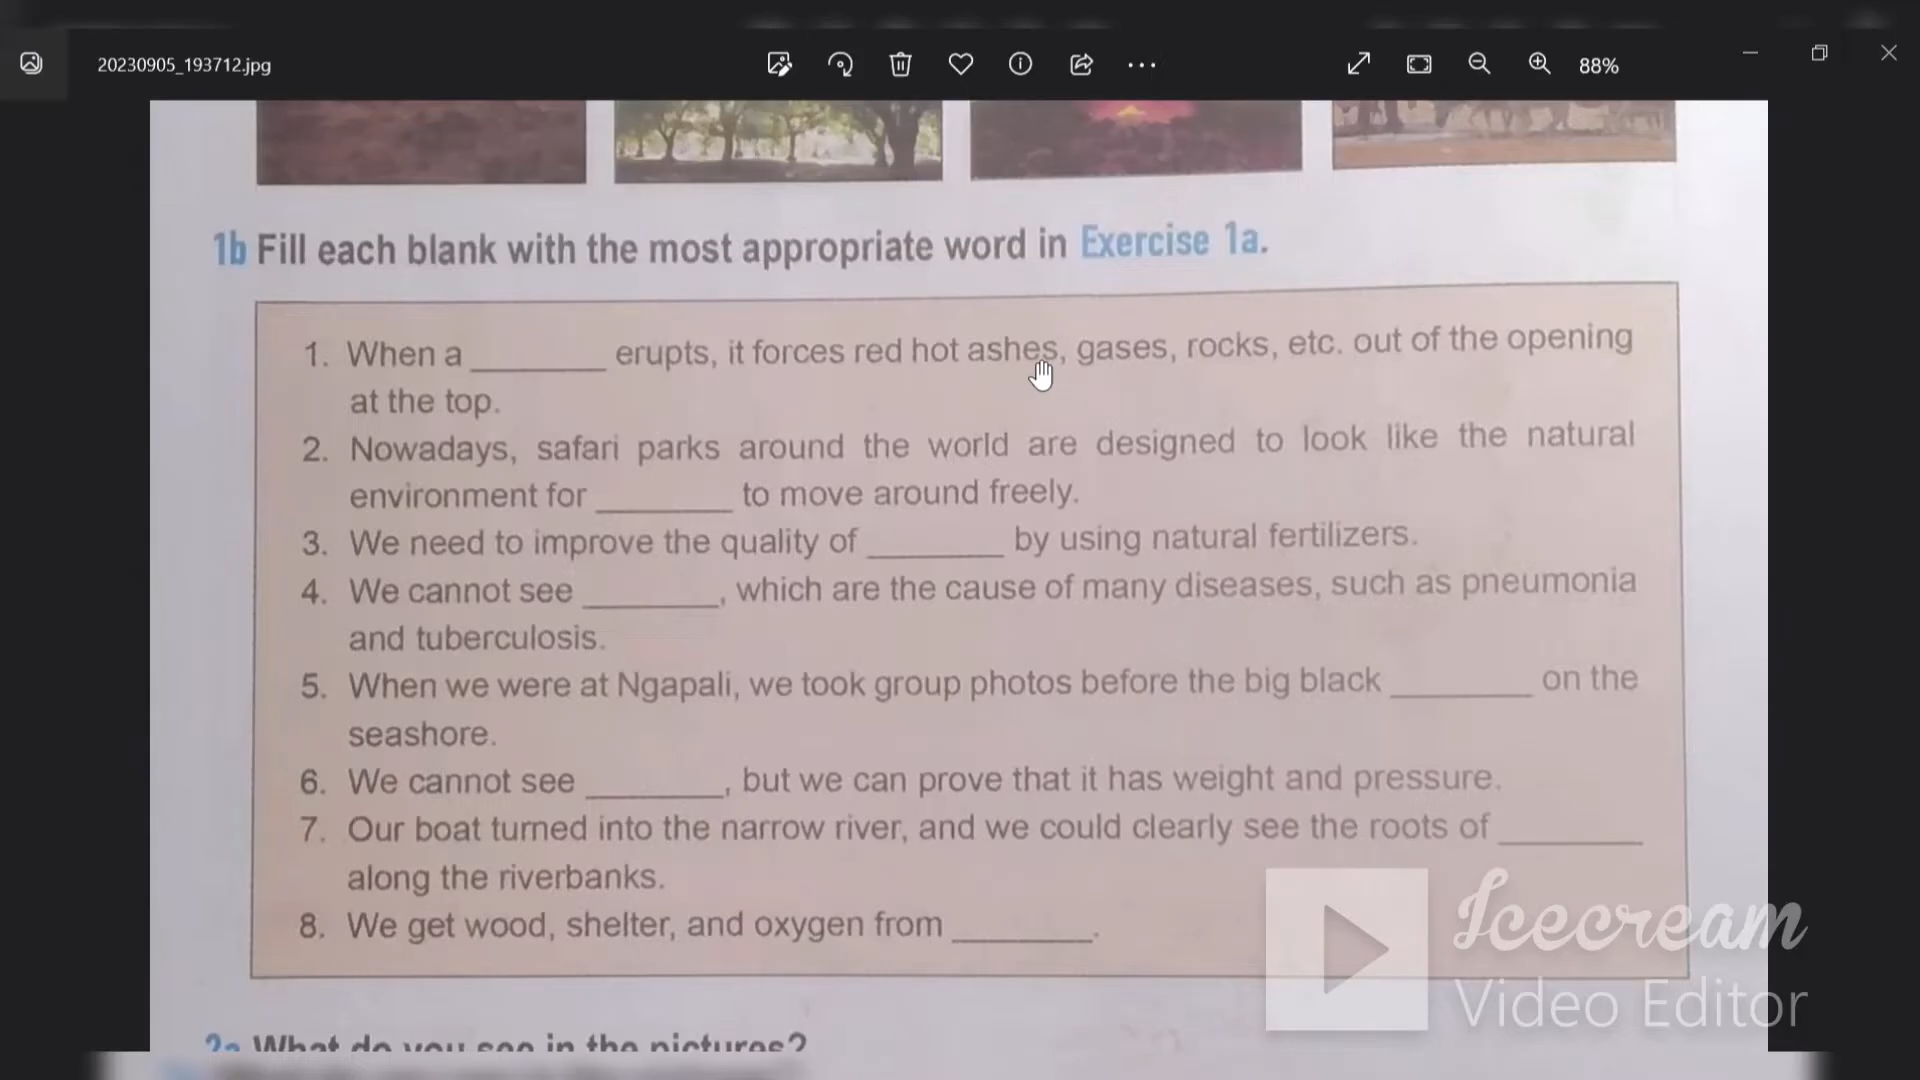 20230905_193712.jpg
88%
1b Fill each blank with the most appropriate word in Exercise 1a.
1. When a ________ erupts, it forces red hot ashes, gases, rocks, etc. out of the opening
at the top.
2. Nowadays, safari parks around the world are designed to look like the natural
environment for ________ to move around freely.
3. We need to improve the quality of ________ by using natural fertilizers.
4. We cannot see ________, which are the cause of many diseases, such as pneumonia
and tuberculosis.
5. When we were at Ngapali, we took group photos before the big black ________ on the
seashore.
6. We cannot see ________, but we can prove that it has weight and pressure.
7. Our boat turned into the narrow river, and we could clearly see the roots of ________
along the riverbanks.
8. We get wood, shelter, and oxygen from ________.
Icecream
Video Editor
2a What do you see in the pictures?